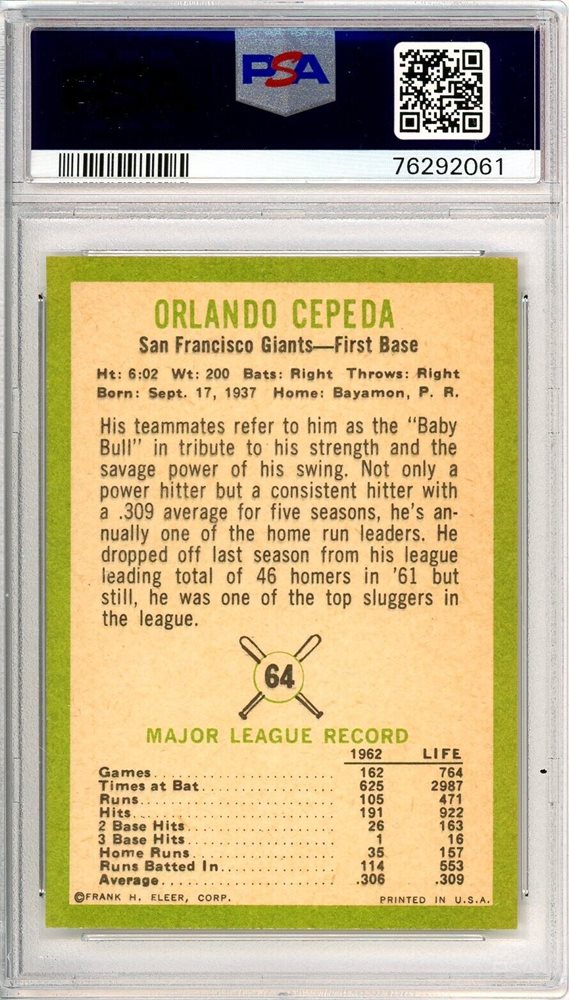 PSA
76292061
ORLANDO CEPEDA
San Francisco Giants—First Base
Ht: 6:02 Wt: 200 Bats: Right Throws: Right
Born: Sept. 17, 1937 Home: Bayamon, P. R.
His teammates refer to him as the "Baby
Bull" in tribute to his strength and the
savage power of his swing. Not only a
power hitter but a consistent hitter with
a .309 average for five seasons, he's an-
nually one of the home run leaders. He
dropped off last season from his league
leading total of 46 homers in '61 but
still, he was one of the top sluggers in
the league.
64
MAJOR LEAGUE RECORD
1962 LIFE
Games 162 764
Times at Bat 625 2987
Runs 105 471
Hits 191 922
2 Base Hits 26 163
3 Base Hits 1 16
Home Runs 35 157
Runs Batted In 114 553
Average .306 .309
©FRANK H. FLEER, CORP. PRINTED IN U.S.A.